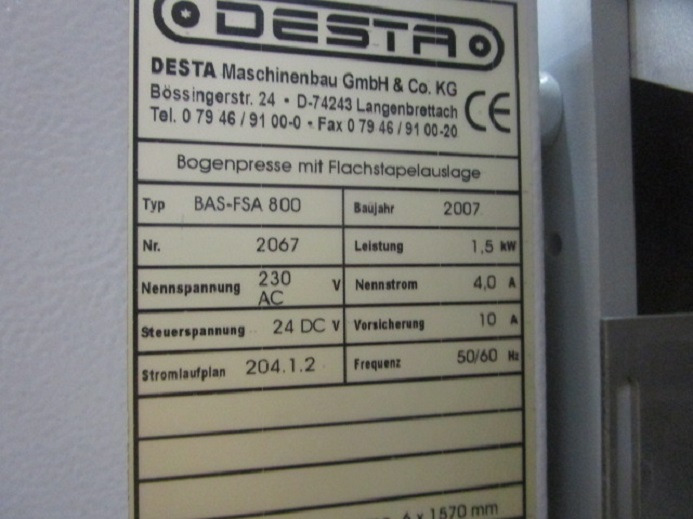 DESTA
DESTA Maschinenbau GmbH & Co. KG
Bössingerstr. 24 • D-74243 Langenbrettach
Tel. 0 79 46 / 91 00-0 • Fax 0 79 46 / 91 00-20
CE
Bogenpresse mit Flachstapelauslage
Typ BAS-FSA 800 Baujahr 2007
Nr. 2067 Leistung 1,5 kW
Nennspannung 230 AC V Nennstrom 4,0 A
Steuerspannung 24 DC V Vorsicherung 10 A
Stromlaufplan 204.1.2 Frequenz 50/60 Hz
x 1570 mm